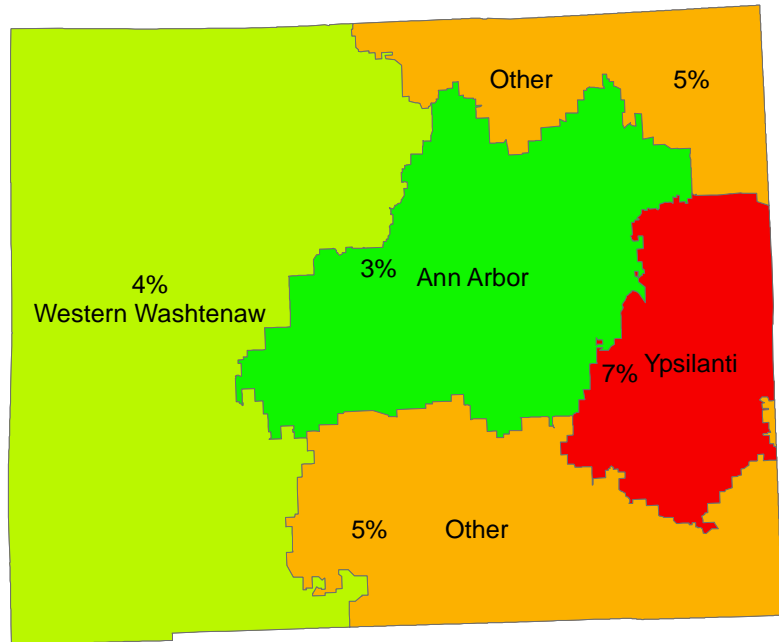 Other 5%
3% Ann Arbor
4%
Western Washtenaw
7% Ypsilanti
5% Other